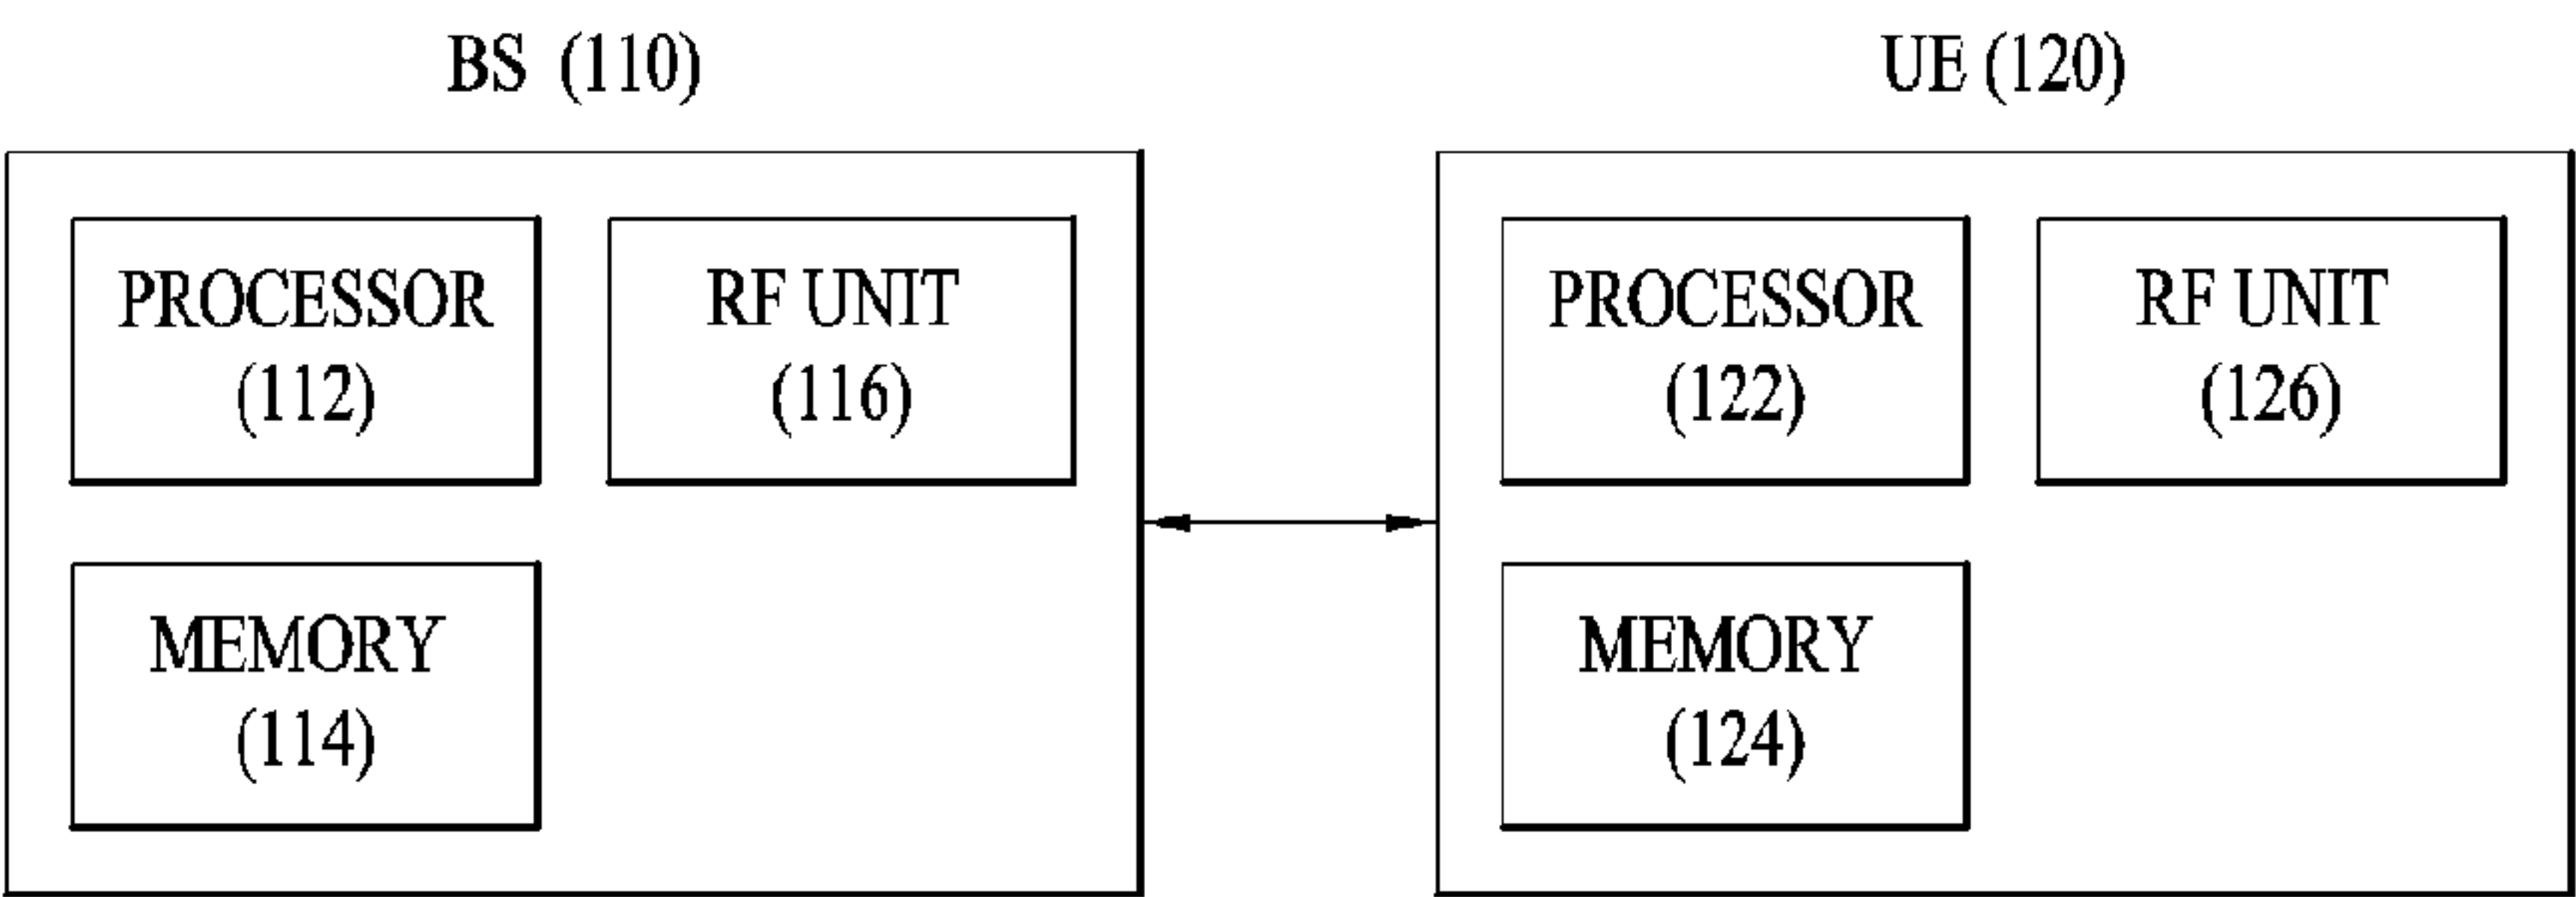 BS (110)
PROCESSOR
(112)
RF UNIT
(116)
MEMORY
(114)
UE (120)
PROCESSOR
(122)
RF UNIT
(126)
MEMORY
(124)